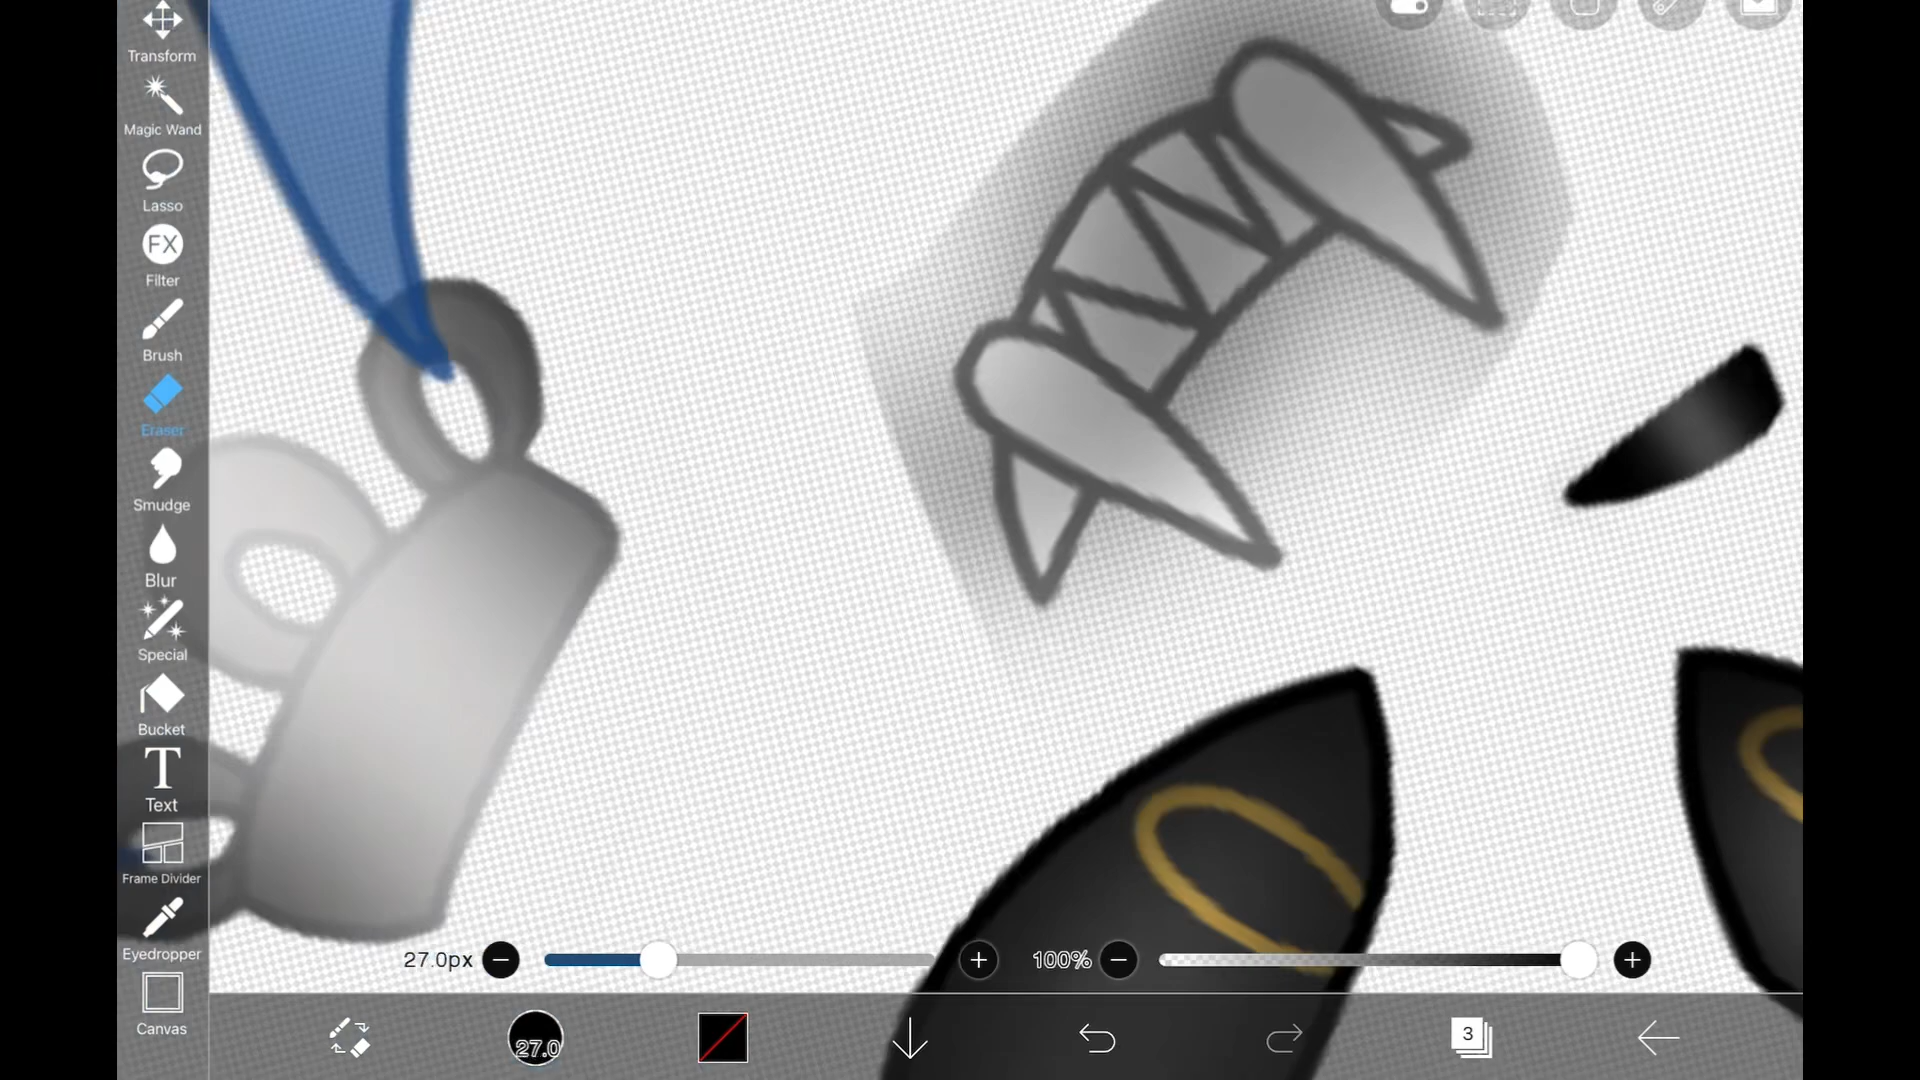 Transform
Magic Wand
Lasso
FX
Filter
Brush
Eraser
Smudge
Blur
Special
Bucket
T
Text
Frame Divider
Eyedropper
Canvas
27.0px
100%
27.0
3